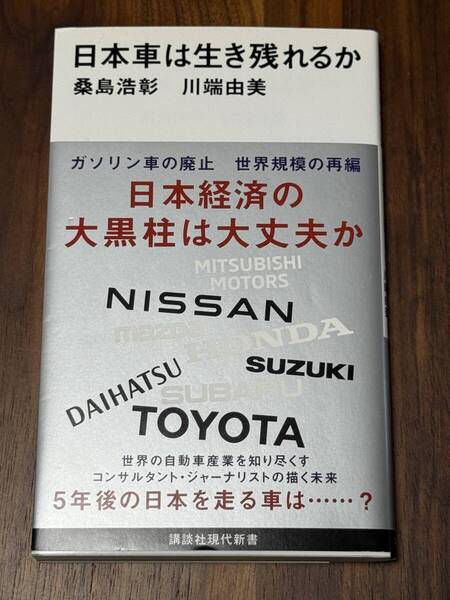 日本車は生き残れるか
桑島浩彰 川端由美
ガソリン車の廃止 世界規模の再編
日本経済の
大黒柱は大丈夫か
MITSUBISHI
MOTORS
NISSAN
mazda
HONDA
SUZUKI
DAIHATSU
SUBARU
TOYOTA
世界の自動車産業を知り尽くす
コンサルタント・ジャーナリストの描く未来
5年後の日本を走る車は……?
講談社現代新書